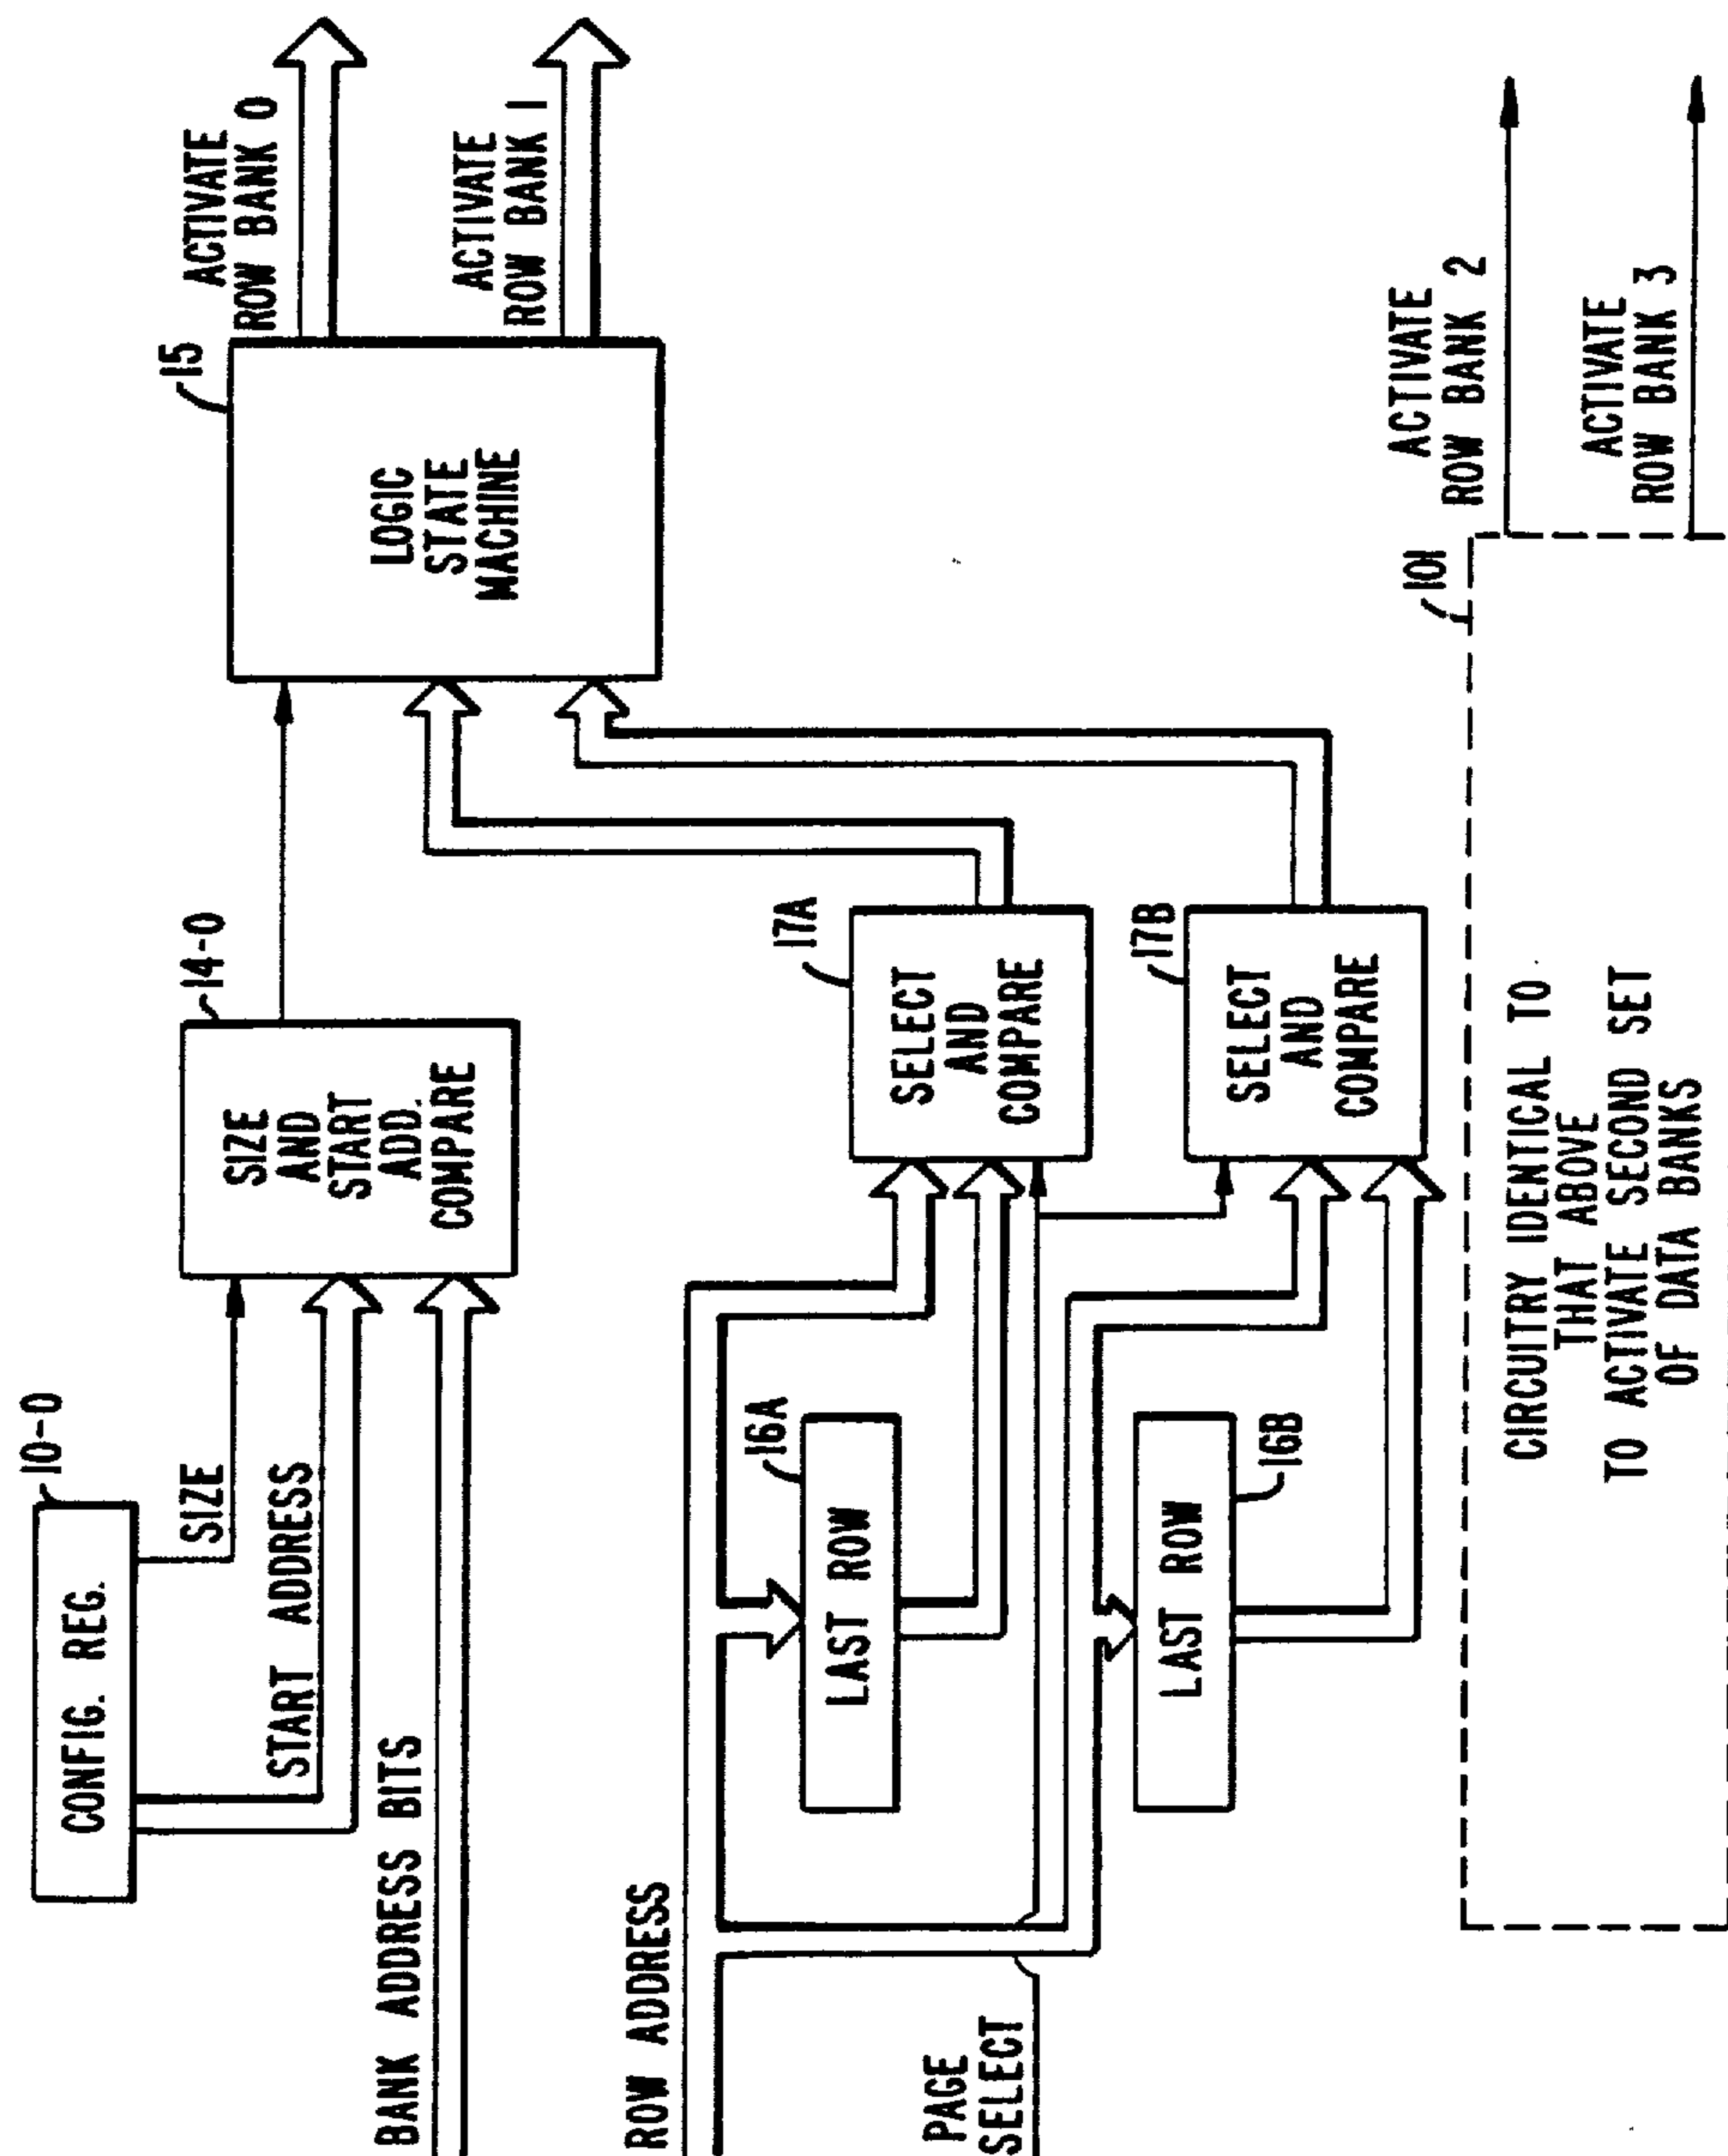 10-0
CONFIG. REG.
SIZE
START ADDRESS
BANK ADDRESS BITS
14-0
SIZE
AND
START
ADD.
COMPARE
15
LOGIC
STATE
MACHINE
ACTIVATE
ROW BANK 0
ACTIVATE
ROW BANK 1
ROW ADDRESS
16A
LAST ROW
17A
SELECT
AND
COMPARE
PAGE
SELECT
LAST ROW
16B
17B
SELECT
AND
COMPARE
101
CIRCUITRY IDENTICAL TO
THAT ABOVE
TO ACTIVATE SECOND SET
OF DATA BANKS
ACTIVATE
ROW BANK 2
ACTIVATE
ROW BANK 3